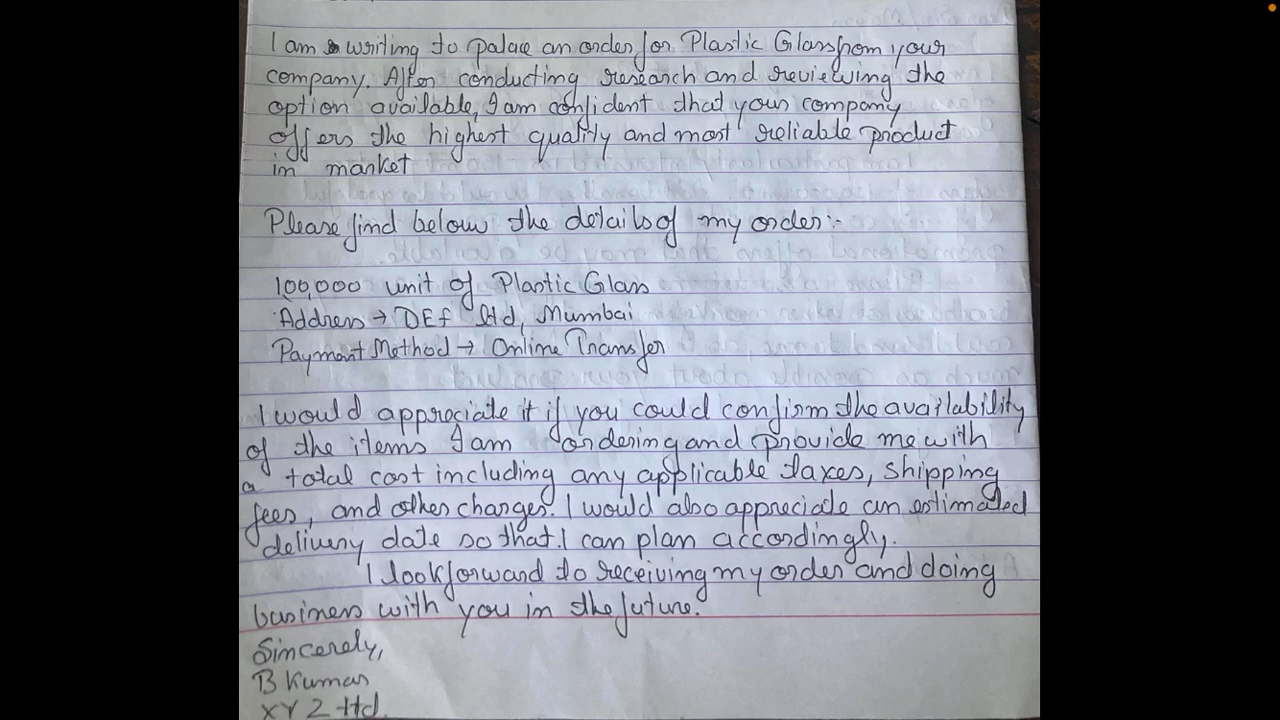 I am writing to palace an order for Plastic Glass from your
company. After conducting research and reviewing the
option available, I am confident that your company
offers the highest quality and most reliable product
in market
Please find below the details of my order:-
100,000 unit of Plastic Glass
Address → DEF ltd, Mumbai
Payment Method → Online Transfer
I would appreciate it if you could confirm the availability
of the items I am ordering and provide me with
a total cost including any applicable taxes, shipping
fees, and other charges. I would also appreciate an estimated
delivery date so that I can plan accordingly.
I look forward to receiving my order and doing
business with you in the future.
Sincerely,
B Kumar
XYZ ltd.